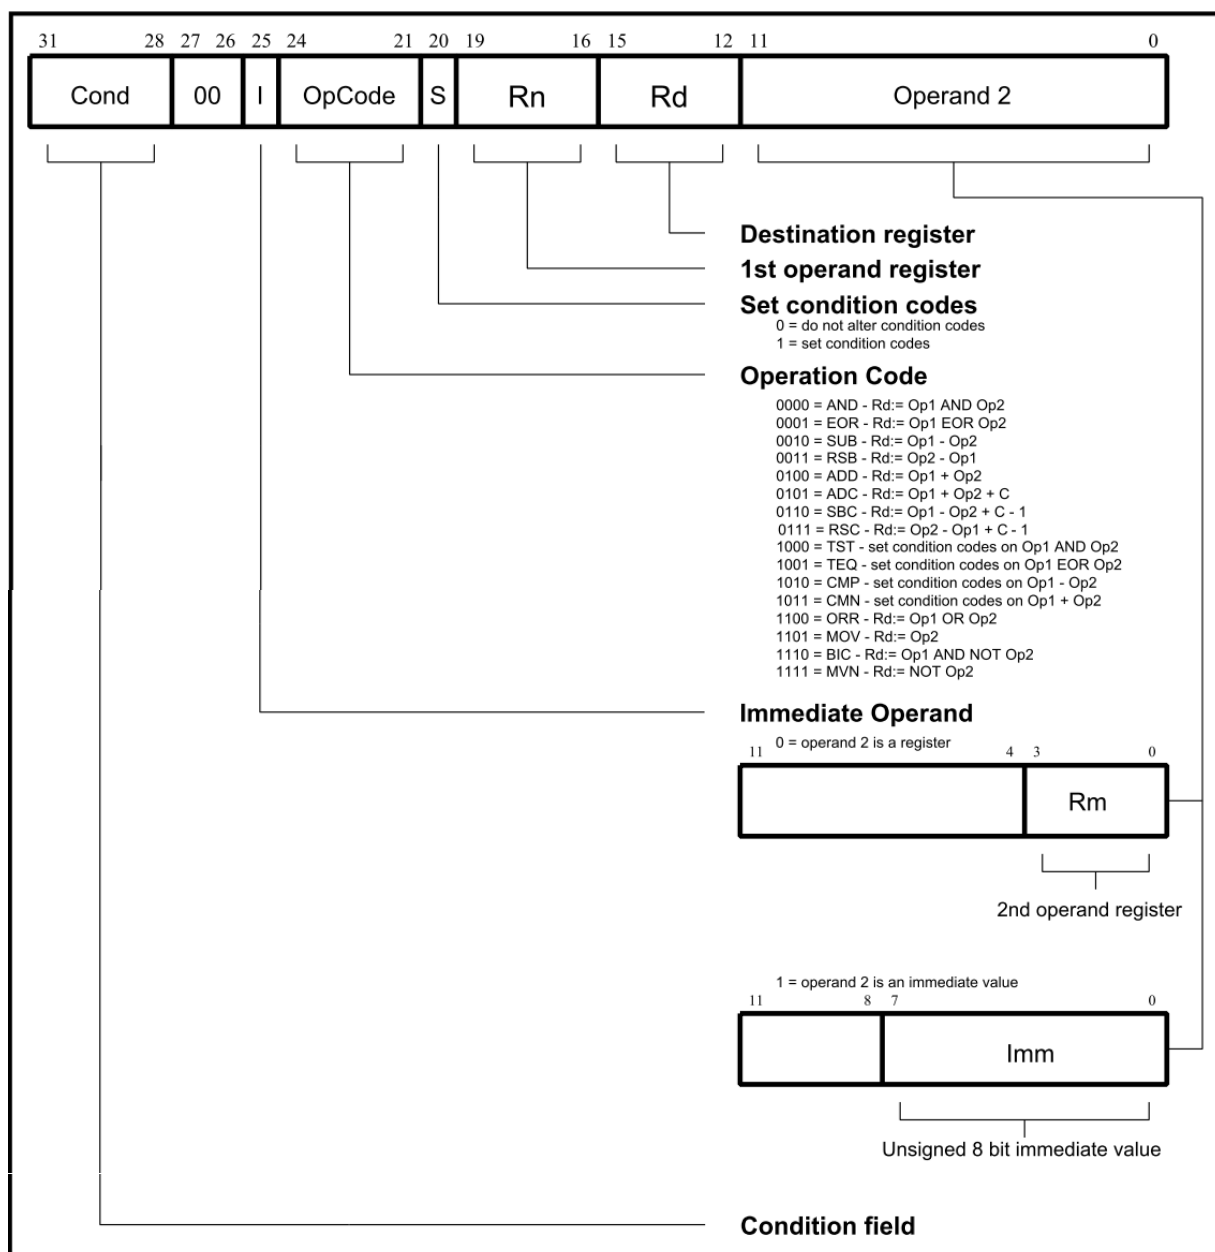 31 28 27 26 25 24 21 20 19 16 15 12 11 0
Cond 00 I OpCode S Rn Rd Operand 2
Destination register
1st operand register
Set condition codes
0 = do not alter condition codes
1 = set condition codes
Operation Code
0000 = AND - Rd:= Op1 AND Op2
0001 = EOR - Rd:= Op1 EOR Op2
0010 = SUB - Rd:= Op1 - Op2
0011 = RSB - Rd:= Op2 - Op1
0100 = ADD - Rd:= Op1 + Op2
0101 = ADC - Rd:= Op1 + Op2 + C
0110 = SBC - Rd:= Op1 - Op2 + C - 1
0111 = RSC - Rd:= Op2 - Op1 + C - 1
1000 = TST - set condition codes on Op1 AND Op2
1001 = TEQ - set condition codes on Op1 EOR Op2
1010 = CMP - set condition codes on Op1 - Op2
1011 = CMN - set condition codes on Op1 + Op2
1100 = ORR - Rd:= Op1 OR Op2
1101 = MOV - Rd:= Op2
1110 = BIC - Rd:= Op1 AND NOT Op2
1111 = MVN - Rd:= NOT Op2
Immediate Operand
0 = operand 2 is a register
11 4 3 0
Rm
2nd operand register
1 = operand 2 is an immediate value
11 8 7 0
Imm
Unsigned 8 bit immediate value
Condition field